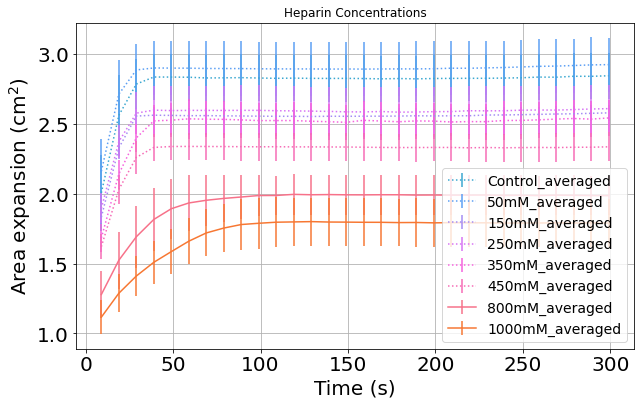 Heparin Concentrations
Area expansion (cm²)
3.0
2.5
2.0
1.5
1.0
0
50
100
150
200
250
300
Time (s)
Control_averaged
50mM_averaged
150mM_averaged
250mM_averaged
350mM_averaged
450mM_averaged
800mM_averaged
1000mM_averaged